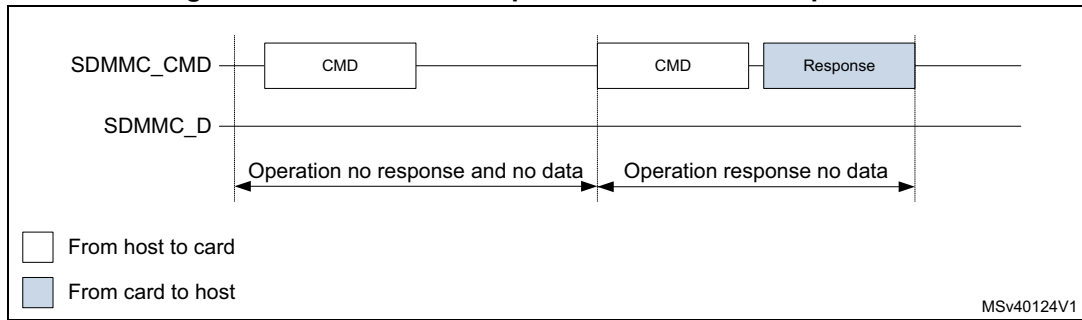 SDMMC_CMD
CMD
CMD
Response
SDMMC_D
Operation no response and no data
Operation response no data
From host to card
From card to host
MSv40124V1